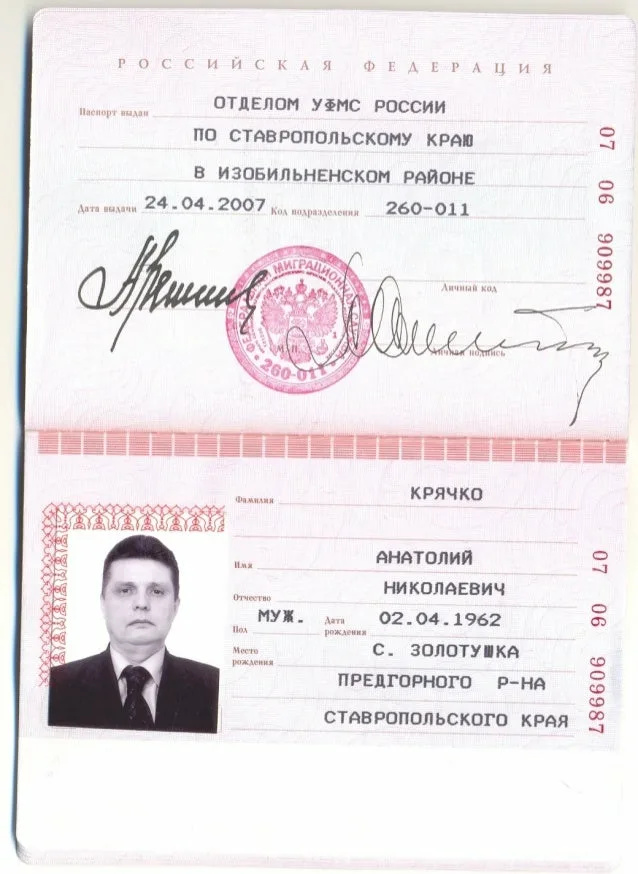 РОССИЙСКАЯ ФЕДЕРАЦИЯ
Паспорт выдан ОТДЕЛОМ УФМС РОССИИ
ПО СТАВРОПОЛЬСКОМУ КРАЮ
В ИЗОБИЛЬНЕНСКОМ РАЙОНЕ
Дата выдачи 24.04.2007 Код подразделения 260-011
07 06 909987
Личный код
Личная подпись
ФЕДЕРАЛЬНАЯ МИГРАЦИОННАЯ СЛУЖБА
М.П.
260-011
Фамилия КРЯЧКО
Имя АНАТОЛИЙ
Отчество НИКОЛАЕВИЧ
Пол МУЖ. Дата рождения 02.04.1962
Место рождения С. ЗОЛОТУШКА
ПРЕДГОРНОГО Р-НА
СТАВРОПОЛЬСКОГО КРАЯ
07 06 909987